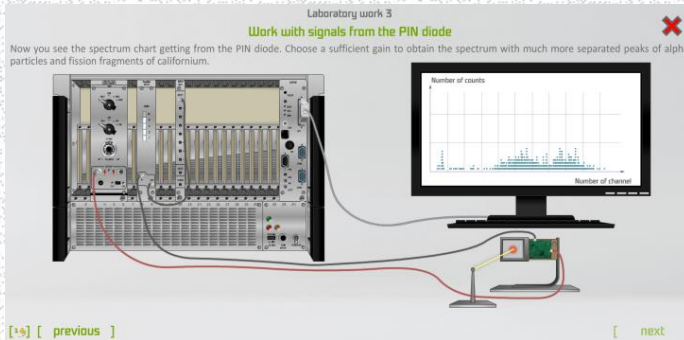 Laboratory work 3
Work with signals from the PIN diode
Now you see the spectrum chart getting from the PIN diode. Choose a sufficient gain to obtain the spectrum with much more separated peaks of alph
particles and fission fragments of californium.
Number of counts
Number of channel
[ previous ]
[ next